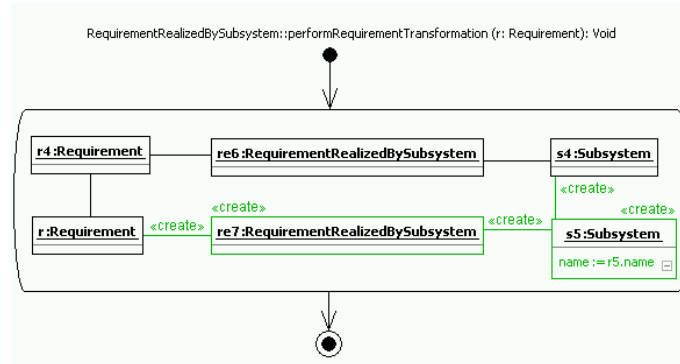 RequirementRealizedBySubsystem::performRequirementTransformation (r: Requirement): Void
r4:Requirement
re6:RequirementRealizedBySubsystem
s4:Subsystem
«create»
«create»
«create»
r:Requirement
«create»
re7:RequirementRealizedBySubsystem
«create»
s5:Subsystem
name := r5.name